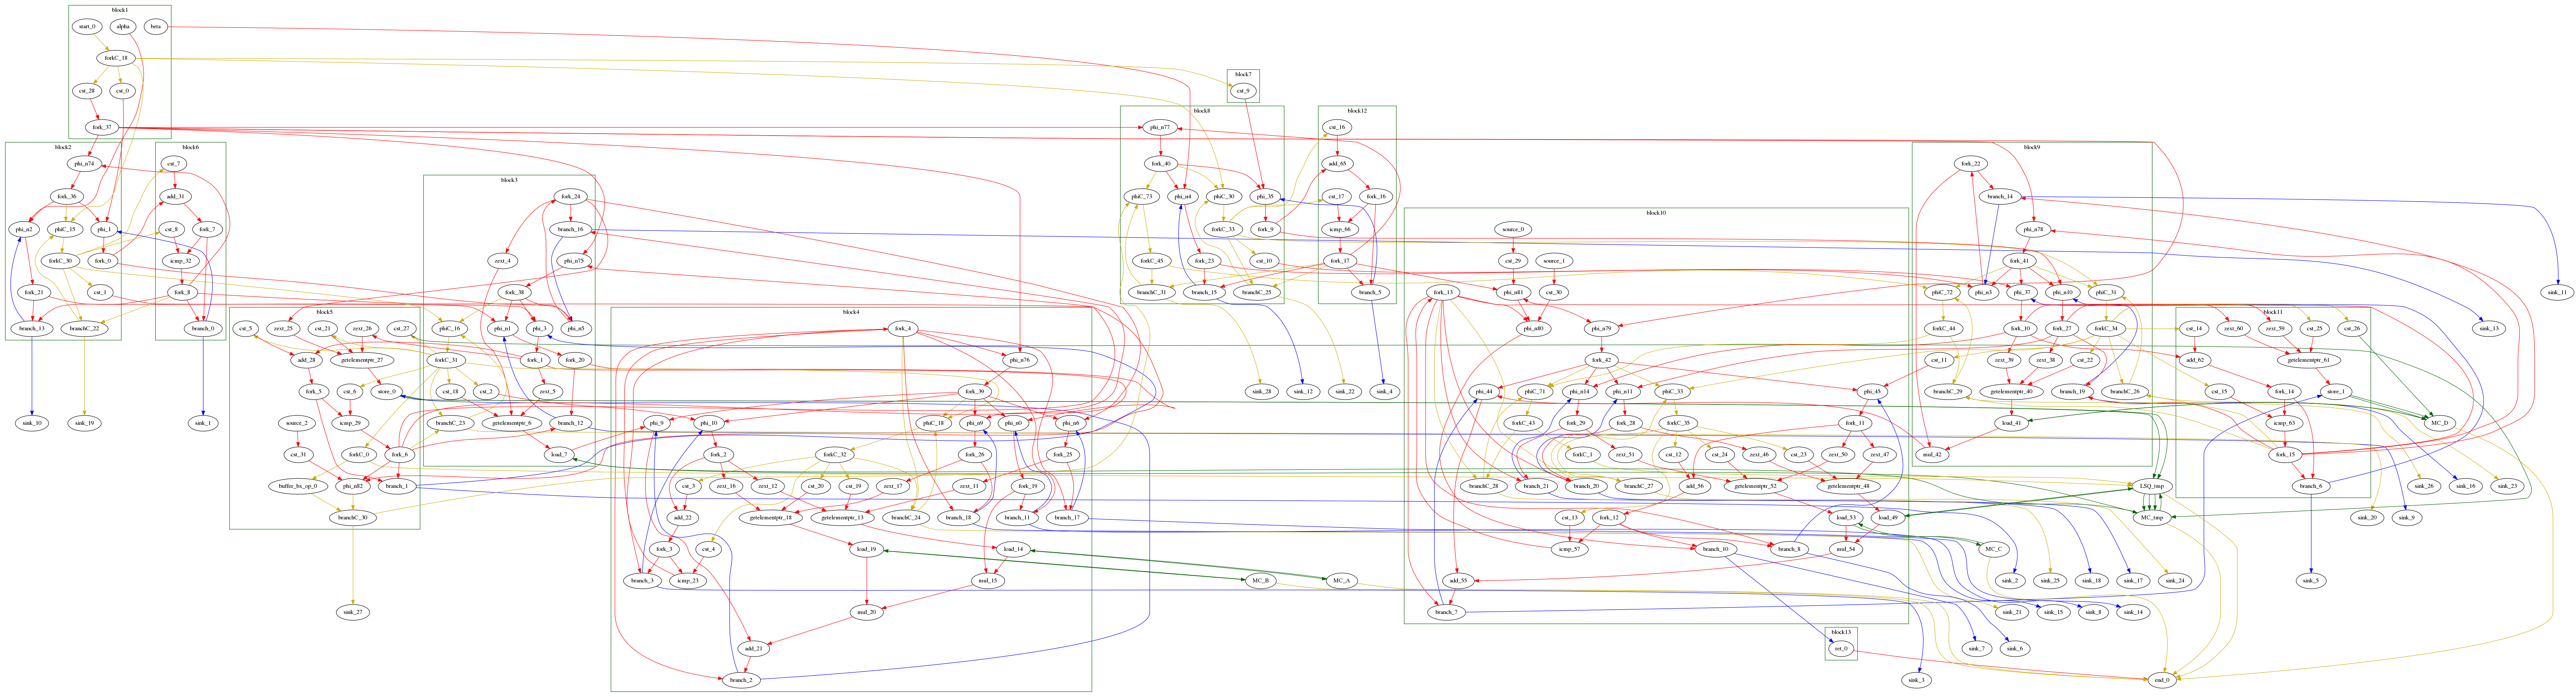 block1
start_0
alpha
beta
forkC_18
cst_28
cst_0
fork_37
block2
phi_n74
fork_36
phi_n2
phiC_15
phi_1
forkC_30
fork_0
cst_1
fork_21
branch_13
branchC_22
sink_10
sink_19
block6
cst_7
add_31
cst_8
fork_7
icmp_32
fork_8
branch_0
sink_1
block3
fork_24
branch_16
zext_4
phi_n75
fork_38
phiC_16
phi_n1
phi_3
phi_n5
forkC_31
fork_1
fork_20
cst_18
cst_2
zext_5
branchC_23
getelementptr_6
branch_12
load_7
block5
cst_5
zext_25
cst_21
zext_26
cst_27
add_28
getelementptr_27
fork_5
cst_6
store_0
source_2
icmp_29
cst_31
forkC_0
fork_6
buffer_bx_op_0
phi_n82
branch_1
branchC_30
sink_27
block4
fork_4
phi_n76
fork_39
phi_9
phi_10
phiC_18
phi_n9
phi_n0
phi_n6
fork_2
forkC_32
fork_26
fork_25
cst_3
zext_16
zext_12
cst_20
cst_19
zext_17
zext_11
fork_19
add_22
getelementptr_18
getelementptr_13
branchC_24
branch_18
branch_11
branch_17
fork_3
cst_4
load_19
load_14
branch_3
icmp_23
mul_15
mul_20
add_21
branch_2
MC_B
MC_A
block7
cst_9
block8
phi_n77
fork_40
phiC_73
phi_n4
phiC_30
phi_35
forkC_33
fork_9
forkC_45
fork_23
cst_10
branchC_31
branch_15
branchC_25
sink_28
sink_12
sink_22
block12
cst_16
add_65
cst_17
fork_16
icmp_66
fork_17
branch_5
sink_4
block10
source_0
cst_29
source_1
fork_13
phi_n81
cst_30
phi_n80
phi_n79
fork_42
phi_44
phiC_71
phi_n14
phi_n11
phiC_33
phi_45
forkC_43
fork_29
fork_28
forkC_35
fork_11
forkC_1
zext_51
zext_46
cst_12
cst_24
cst_23
zext_50
zext_47
branchC_28
branch_21
branch_20
branchC_27
add_56
getelementptr_52
getelementptr_48
cst_13
fork_12
load_53
load_49
icmp_57
branch_10
branch_8
mul_54
add_55
branch_7
block13
ret_0
block9
fork_22
branch_14
phi_n78
fork_41
phiC_72
phi_n3
phi_37
phi_n10
phiC_31
forkC_44
fork_10
fork_27
forkC_34
cst_11
zext_39
zext_38
cst_22
branchC_29
getelementptr_40
branch_19
branchC_26
load_41
mul_42
block11
cst_14
zext_60
zext_59
cst_25
cst_26
add_62
getelementptr_61
cst_15
fork_14
store_1
icmp_63
fork_15
branch_6
LSQ_tmp
MC_tmp
MC_D
MC_C
sink_11
sink_13
sink_26
sink_16
sink_23
sink_20
sink_9
sink_5
sink_2
sink_25
sink_18
sink_17
sink_24
sink_21
sink_15
sink_8
sink_14
sink_7
sink_6
sink_3
end_0